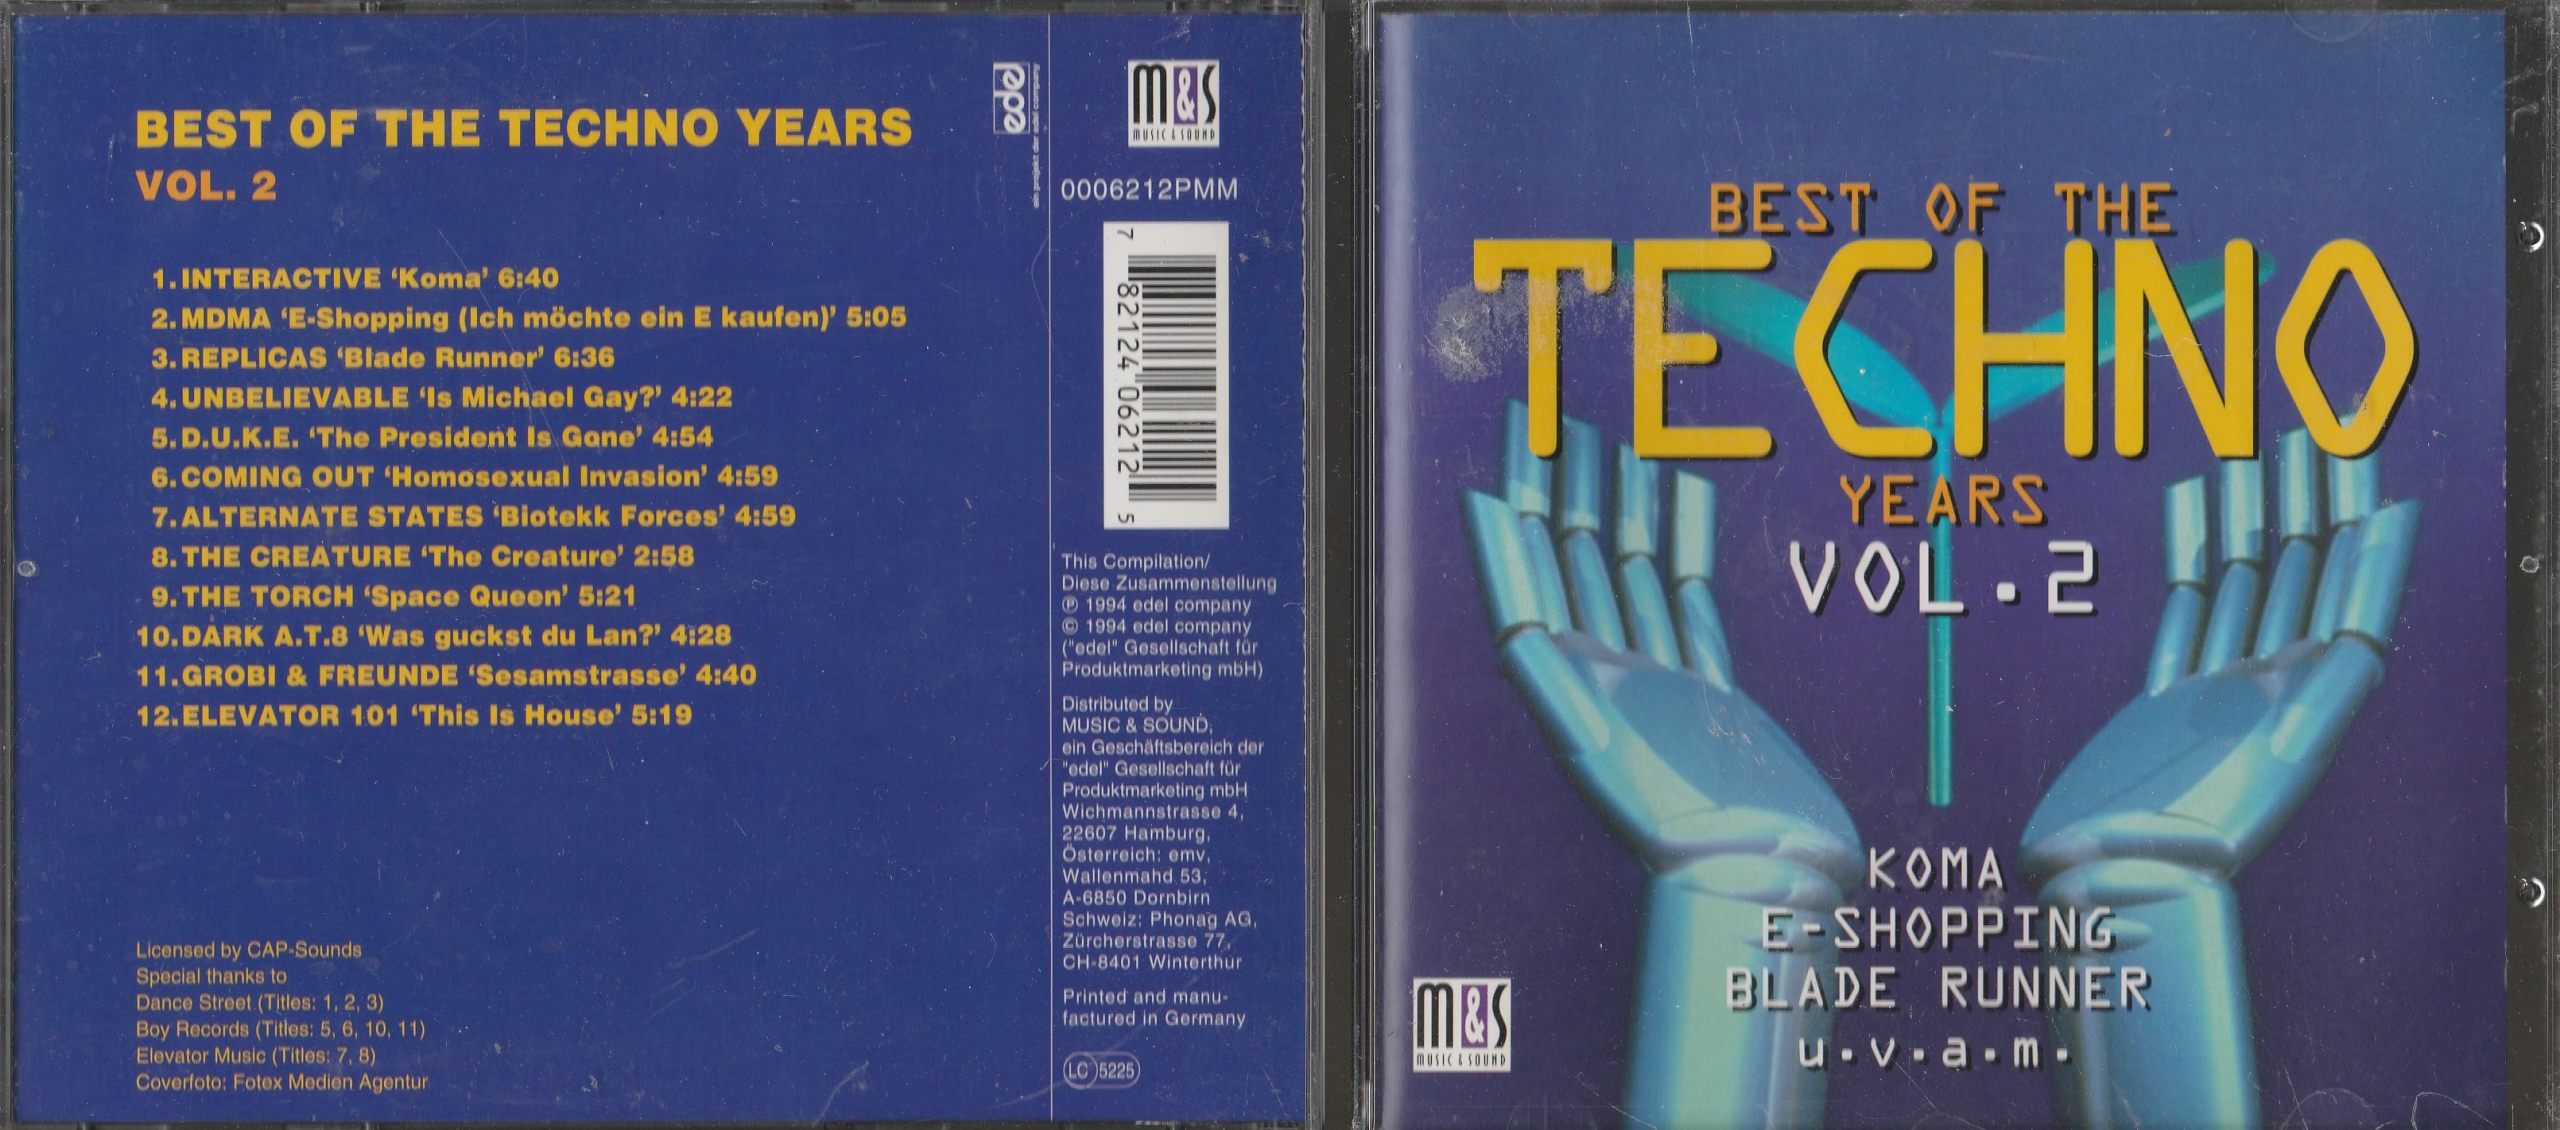 BEST OF THE TECHNO YEARS
VOL. 2
1. INTERACTIVE ‘Koma’ 6:40
2. MDMA ‘E-Shopping (Ich möchte ein E kaufen)’ 5:05
3. REPLICAS ‘Blade Runner’ 6:36
4. UNBELIEVABLE ‘Is Michael Gay?’ 4:22
5. D.U.K.E. ‘The President Is Gone’ 4:54
6. COMING OUT ‘Homosexual Invasion’ 4:59
7. ALTERNATE STATES ‘Biotekk Forces’ 4:59
8. THE CREATURE ‘The Creature’ 2:58
9. THE TORCH ‘Space Queen’ 5:21
10. DARK A.T.8 ‘Was guckst du Lan?’ 4:28
11. GROBI & FREUNDE ‘Sesamstrasse’ 4:40
12. ELEVATOR 101 ‘This Is House’ 5:19
Licensed by CAP-Sounds
Special thanks to
Dance Street (Titles: 1, 2, 3)
Boy Records (Titles: 5, 6, 10, 11)
Elevator Music (Titles: 7, 8)
Coverfoto: Fotex Medien Agentur
edel
ein projekt der edel company
M&S
MUSIC & SOUND
0006212PMM
7 82124 06212 5
This Compilation/
Diese Zusammenstellung
℗ 1994 edel company
© 1994 edel company
("edel" Gesellschaft für
Produktmarketing mbH)
Distributed by
MUSIC & SOUND,
ein Geschäftsbereich der
"edel" Gesellschaft für
Produktmarketing mbH
Wichmannstrasse 4,
22607 Hamburg,
Österreich: emv,
Wallenmahd 53,
A-6850 Dornbirn
Schweiz: Phonag AG,
Zürcherstrasse 77,
CH-8401 Winterthur
Printed and manu-
factured in Germany
LC 5225
BEST OF THE
TECHNO
YEARS
VOL.2
KOMA
E-SHOPPING
BLADE RUNNER
u.v.a.m.
M&S
MUSIC & SOUND